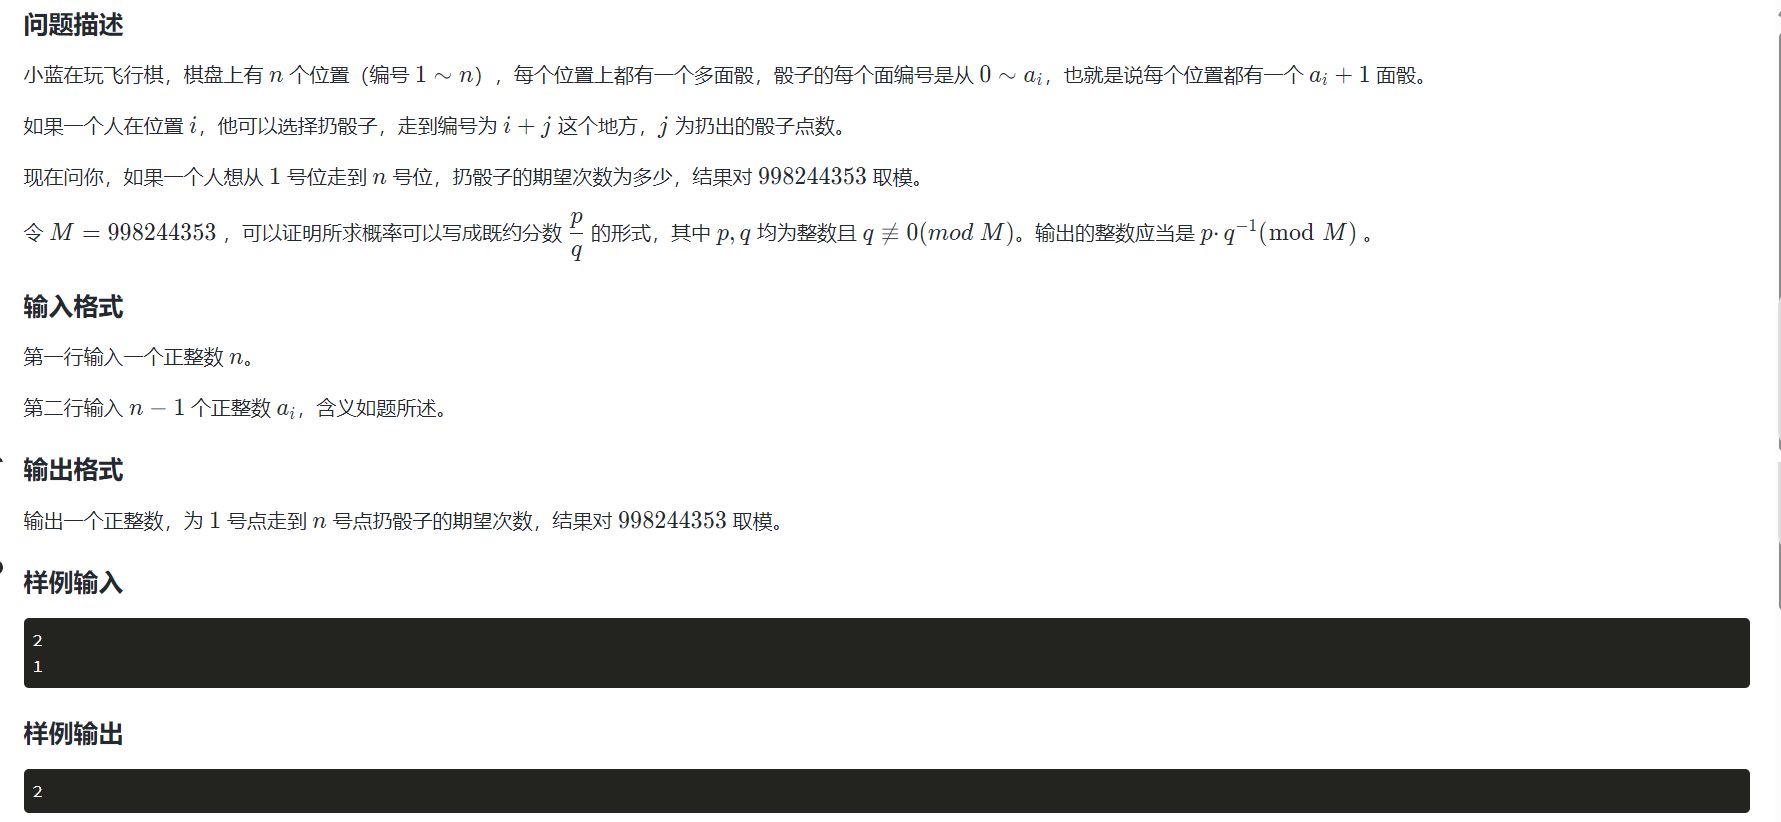 问题描述
小蓝在玩飞行棋，棋盘上有 n 个位置（编号 1 ∼ n），每个位置上都有一个多面骰，骰子的每个面编号是从 0 ∼ aᵢ，也就是说每个位置都有一个 aᵢ + 1 面骰。
如果一个人在位置 i，他可以选择扔骰子，走到编号为 i + j 这个地方，j 为扔出的骰子点数。
现在问你，如果一个人想从 1 号位走到 n 号位，扔骰子的期望次数为多少，结果对 998244353 取模。
令 M = 998244353 ，可以证明所求概率可以写成既约分数 p/q 的形式，其中 p, q 均为整数且 q ≢ 0(mod M)。输出的整数应当是 p· q⁻¹(mod M) 。
输入格式
第一行输入一个正整数 n。
第二行输入 n − 1 个正整数 aᵢ，含义如题所述。
输出格式
输出一个正整数，为 1 号点走到 n 号点扔骰子的期望次数，结果对 998244353 取模。
样例输入
2
1
样例输出
2